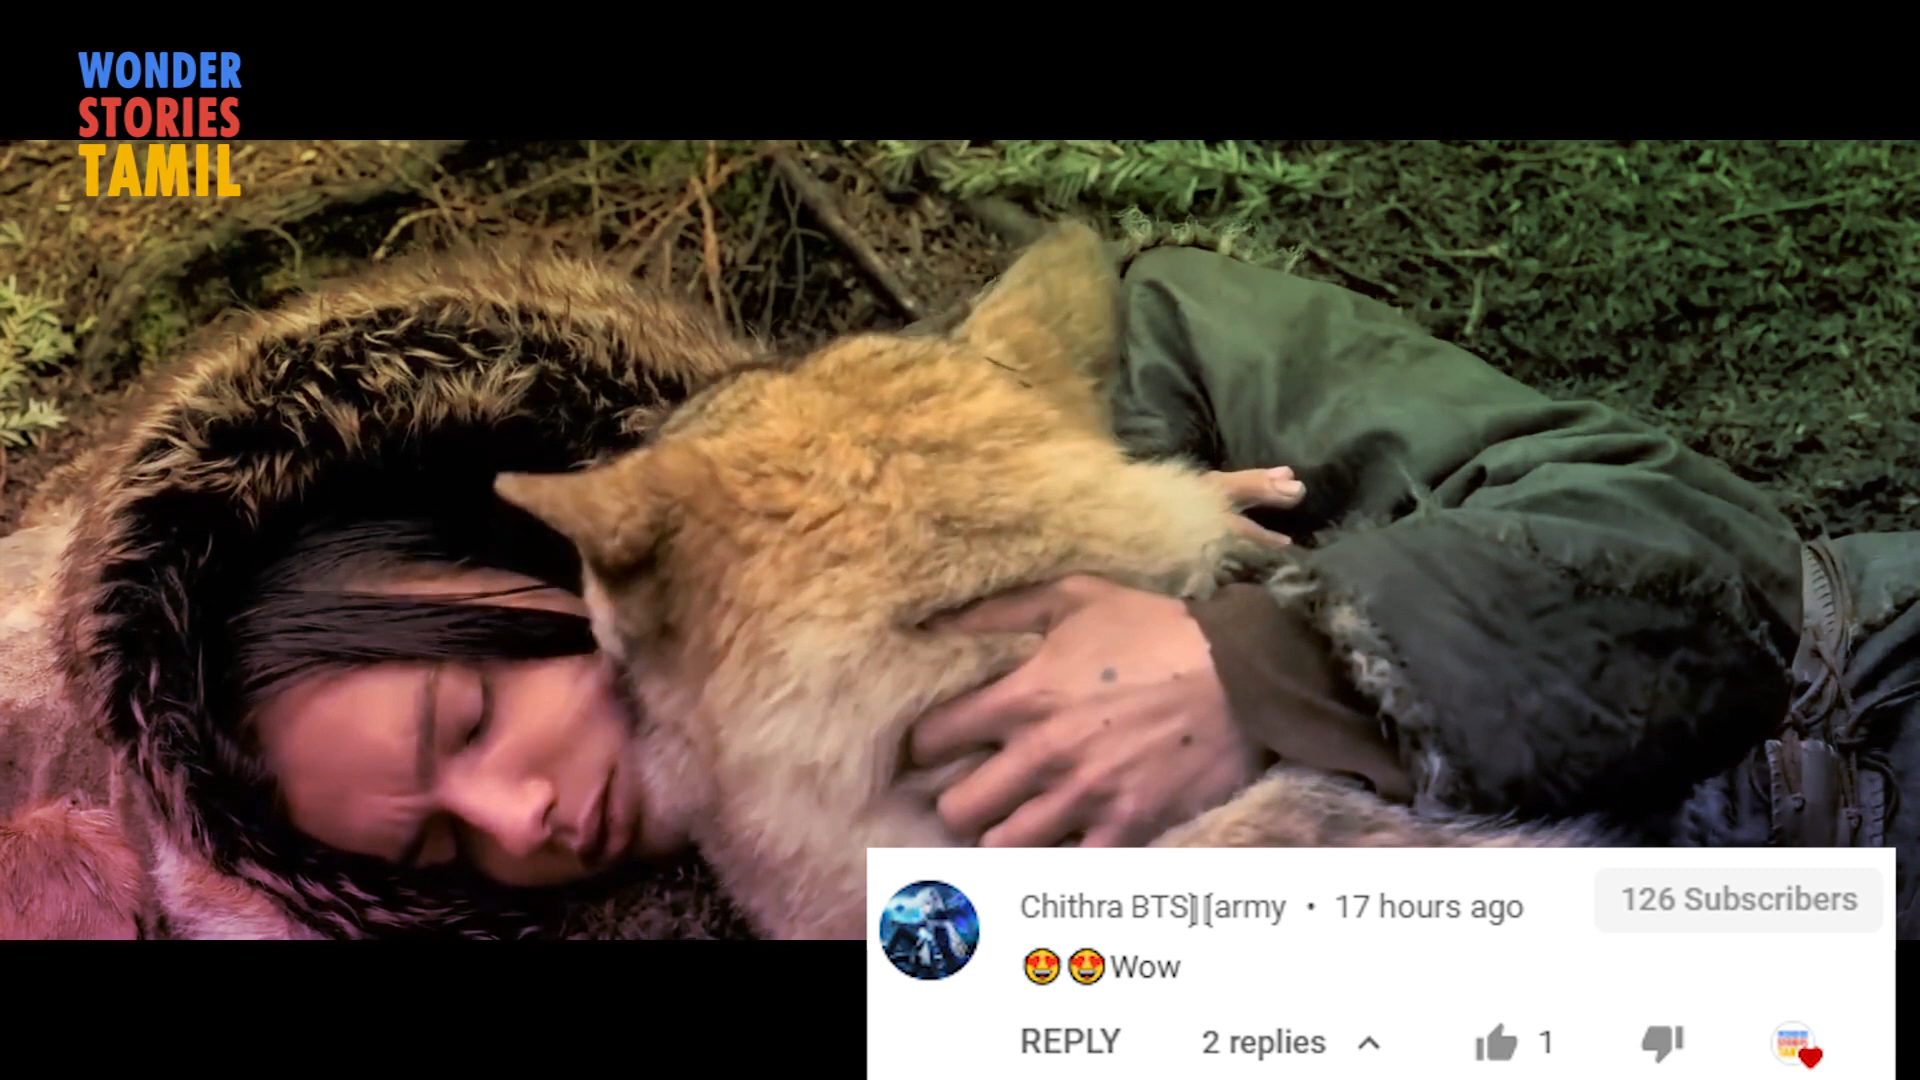 WONDER
STORIES
TAMIL
Chithra BTS]|[army • 17 hours ago
126 Subscribers
😍😍Wow
REPLY 2 replies 1